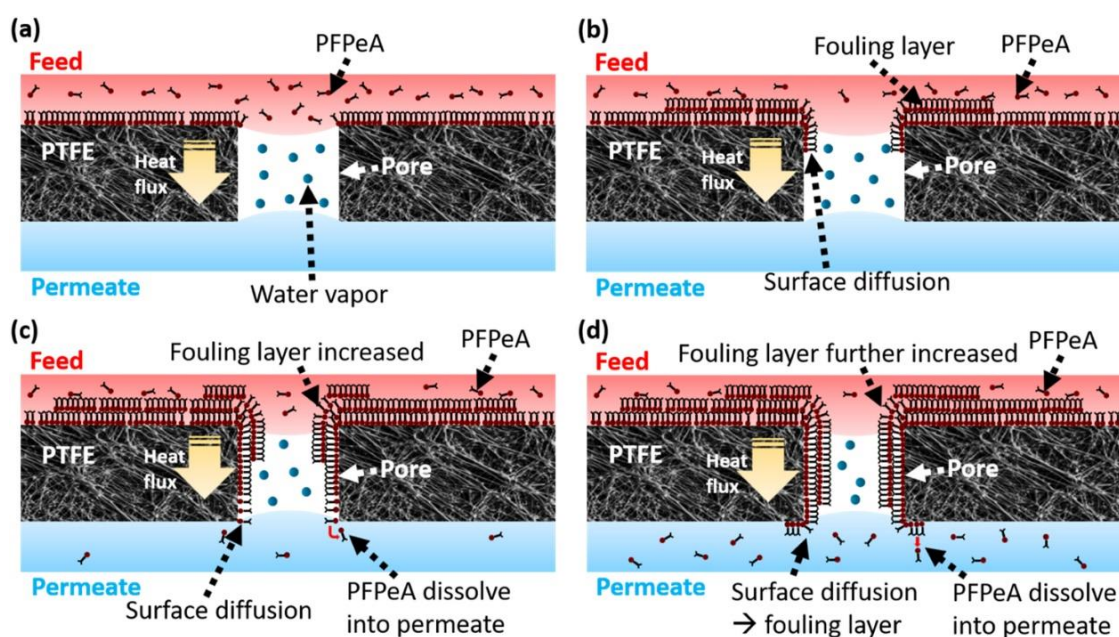 (a)
PFPeA
Feed
PTFE
Heat
flux
Pore
Permeate
Water vapor
(b)
Fouling layer
PFPeA
Feed
PTFE
Heat
flux
Pore
Permeate
Surface diffusion
(c)
PFPeA
Feed
Fouling layer increased
PTFE
Heat
flux
Pore
Permeate
Surface diffusion
PFPeA dissolve
into permeate
(d)
PFPeA
Feed
Fouling layer further increased
PTFE
Heat
flux
Pore
Permeate
Surface diffusion
→ fouling layer
PFPeA dissolve
into permeate